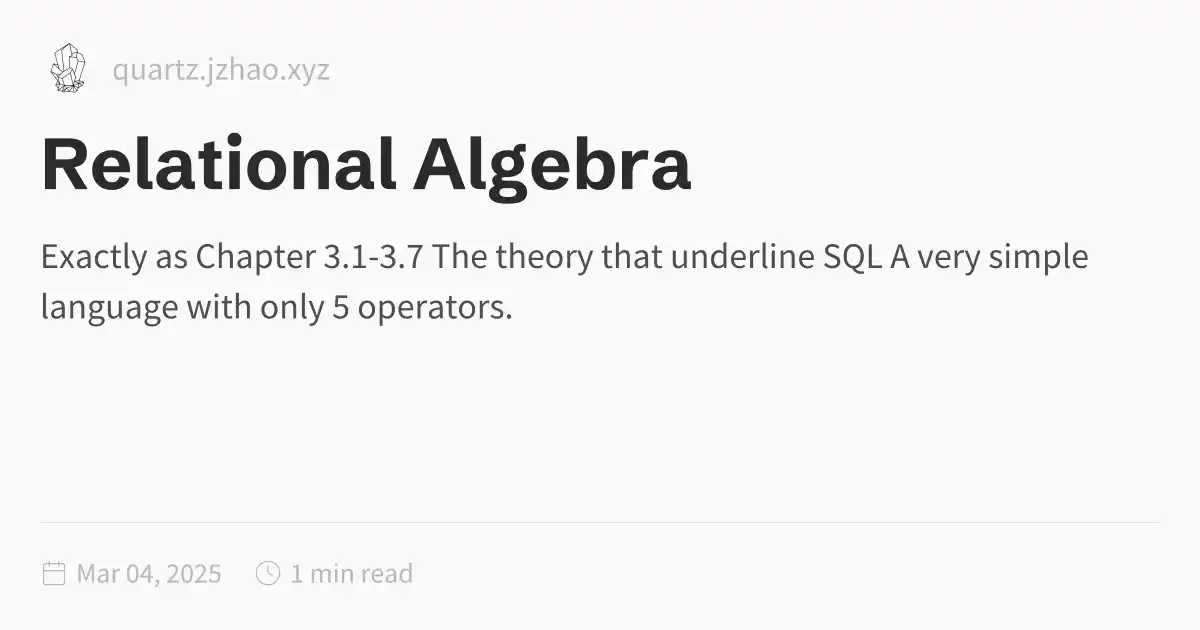 quartz.jzhao.xyz
Relational Algebra
Exactly as Chapter 3.1-3.7 The theory that underline SQL A very simple
language with only 5 operators.
Mar 04, 2025 1 min read